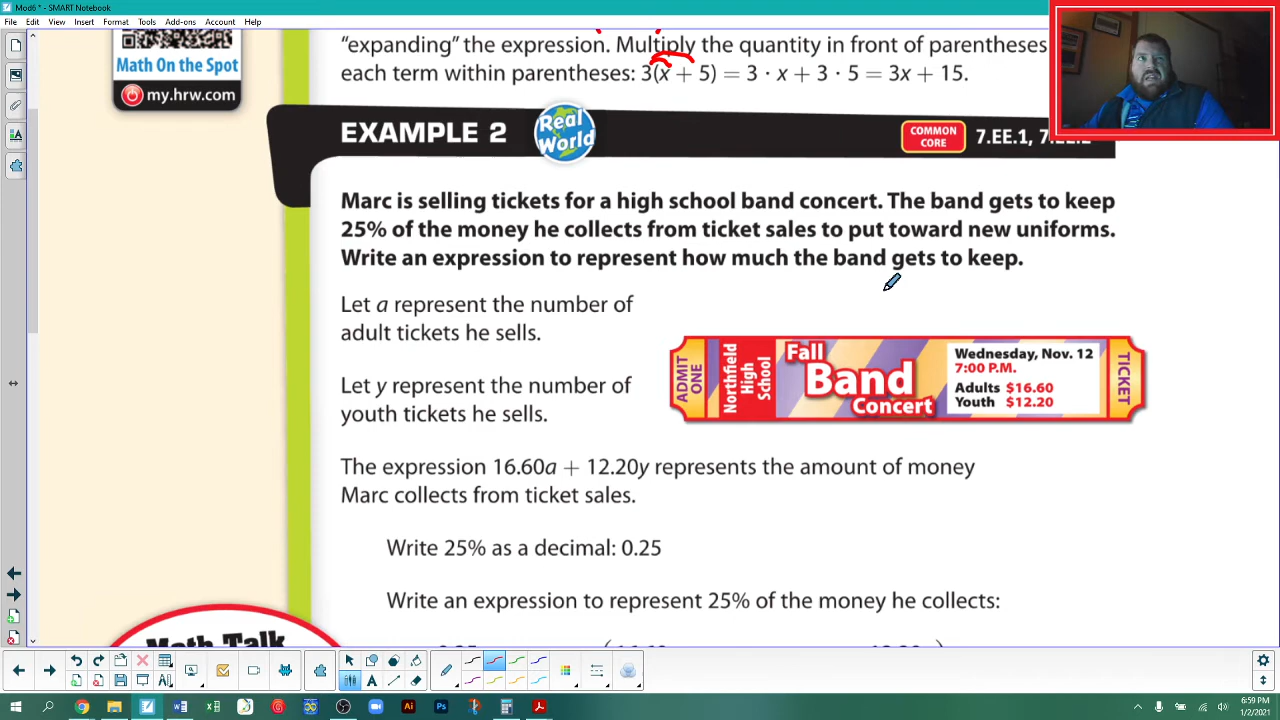 Mod6 * - SMART Notebook
File Edit View Insert Format Tools Add-ons Account Help
Math On the Spot
my.hrw.com
"expanding" the expression. Multiply the quantity in front of parentheses
each term within parentheses: 3(x + 5) = 3 · x + 3 · 5 = 3x + 15.
EXAMPLE 2
Real
World
COMMON
CORE
7.EE.1, 7.EE.2
Marc is selling tickets for a high school band concert. The band gets to keep
25% of the money he collects from ticket sales to put toward new uniforms.
Write an expression to represent how much the band gets to keep.
Let a represent the number of
adult tickets he sells.
Let y represent the number of
youth tickets he sells.
ADMIT
ONE
Northfield
High
School
Fall
Band
Concert
Wednesday, Nov. 12
7:00 P.M.
Adults $16.60
Youth $12.20
TICKET
The expression 16.60a + 12.20y represents the amount of money
Marc collects from ticket sales.
Write 25% as a decimal: 0.25
Write an expression to represent 25% of the money he collects:
Math Talk
6:59 PM
1/2/2021